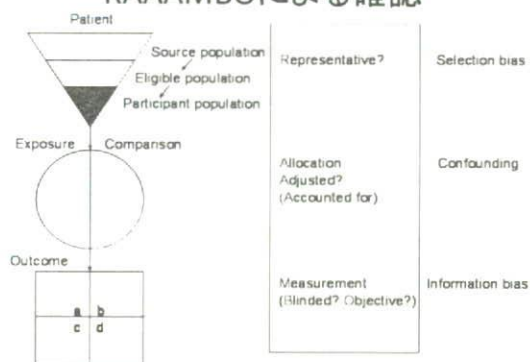 Patient
Source population
Eligible population
Participant population
Exposure
Comparison
Outcome
a b
c d
Representative?
Selection bias
Allocation
Adjusted?
(Accounted for)
Confounding
Measurement
(Blinded? Objective?)
Information bias